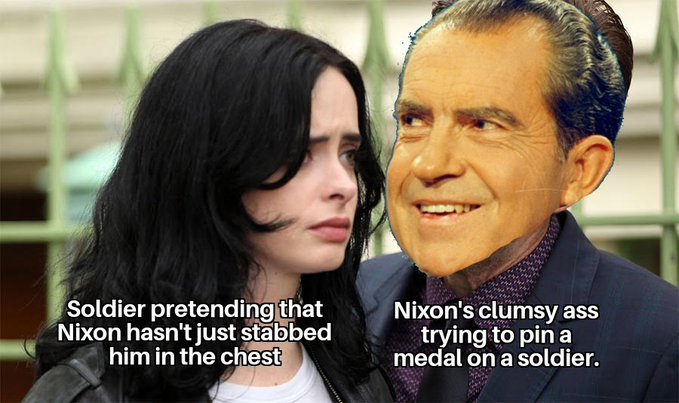 Soldier pretending that
Nixon hasn't just stabbed
him in the chest
Nixon's clumsy ass
trying to pin a
medal on a soldier.